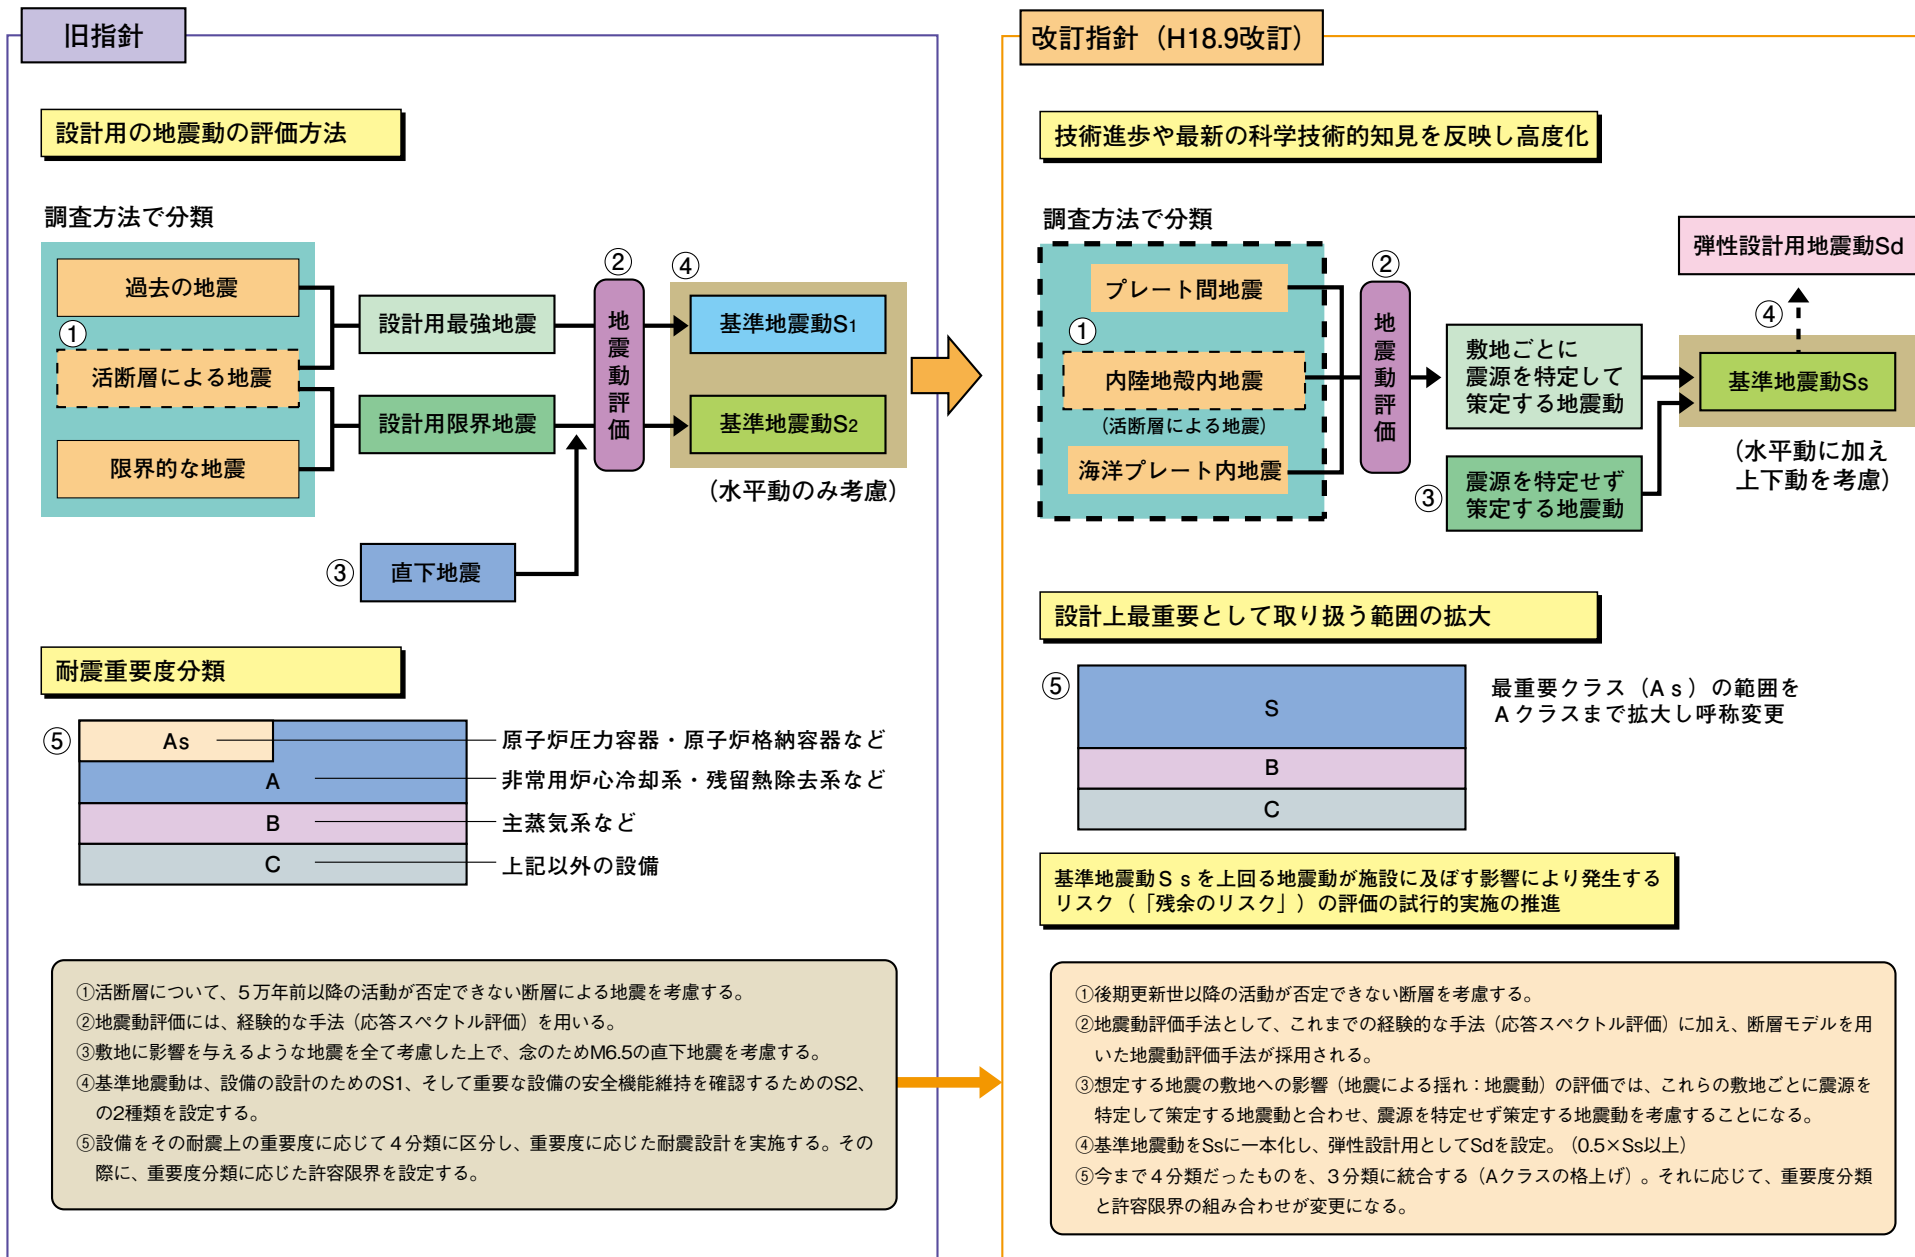 旧指針
設計用の地震動の評価方法
調査方法で分類
過去の地震
①
活断層による地震
限界的な地震
設計用最強地震
設計用限界地震
③
直下地震
②
地震動評価
④
基準地震動S1
基準地震動S2
(水平動のみ考慮)
耐震重要度分類
⑤
As
原子炉圧力容器・原子炉格納容器など
A
非常用炉心冷却系・残留熱除去系など
B
主蒸気系など
C
上記以外の設備
①活断層について、5万年前以降の活動が否定できない断層による地震を考慮する。
②地震動評価には、経験的な手法（応答スペクトル評価）を用いる。
③敷地に影響を与えるような地震を全て考慮した上で、念のためM6.5の直下地震を考慮する。
④基準地震動は、設備の設計のためのS1、そして重要な設備の安全機能維持を確認するためのS2、
の2種類を設定する。
⑤設備をその耐震上の重要度に応じて４分類に区分し、重要度に応じた耐震設計を実施する。その
際に、重要度分類に応じた許容限界を設定する。
改訂指針（H18.9改訂）
技術進歩や最新の科学技術的知見を反映し高度化
調査方法で分類
プレート間地震
①
内陸地殻内地震
(活断層による地震)
海洋プレート内地震
②
地震動評価
敷地ごとに
震源を特定して
策定する地震動
③
震源を特定せず
策定する地震動
弾性設計用地震動Sd
④
基準地震動Ss
(水平動に加え
上下動を考慮)
設計上最重要として取り扱う範囲の拡大
⑤
S
B
C
最重要クラス（Aｓ）の範囲を
Aクラスまで拡大し呼称変更
基準地震動Ｓｓを上回る地震動が施設に及ぼす影響により発生する
リスク（「残余のリスク」）の評価の試行的実施の推進
①後期更新世以降の活動が否定できない断層を考慮する。
②地震動評価手法として、これまでの経験的な手法（応答スペクトル評価）に加え、断層モデルを用
いた地震動評価手法が採用される。
③想定する地震の敷地への影響（地震による揺れ：地震動）の評価では、これらの敷地ごとに震源を
特定して策定する地震動と合わせ、震源を特定せず策定する地震動を考慮することになる。
④基準地震動をSsに一本化し、弾性設計用としてSdを設定。（0.5×Ss以上）
⑤今まで４分類だったものを、３分類に統合する（Aクラスの格上げ）。それに応じて、重要度分類
と許容限界の組み合わせが変更になる。